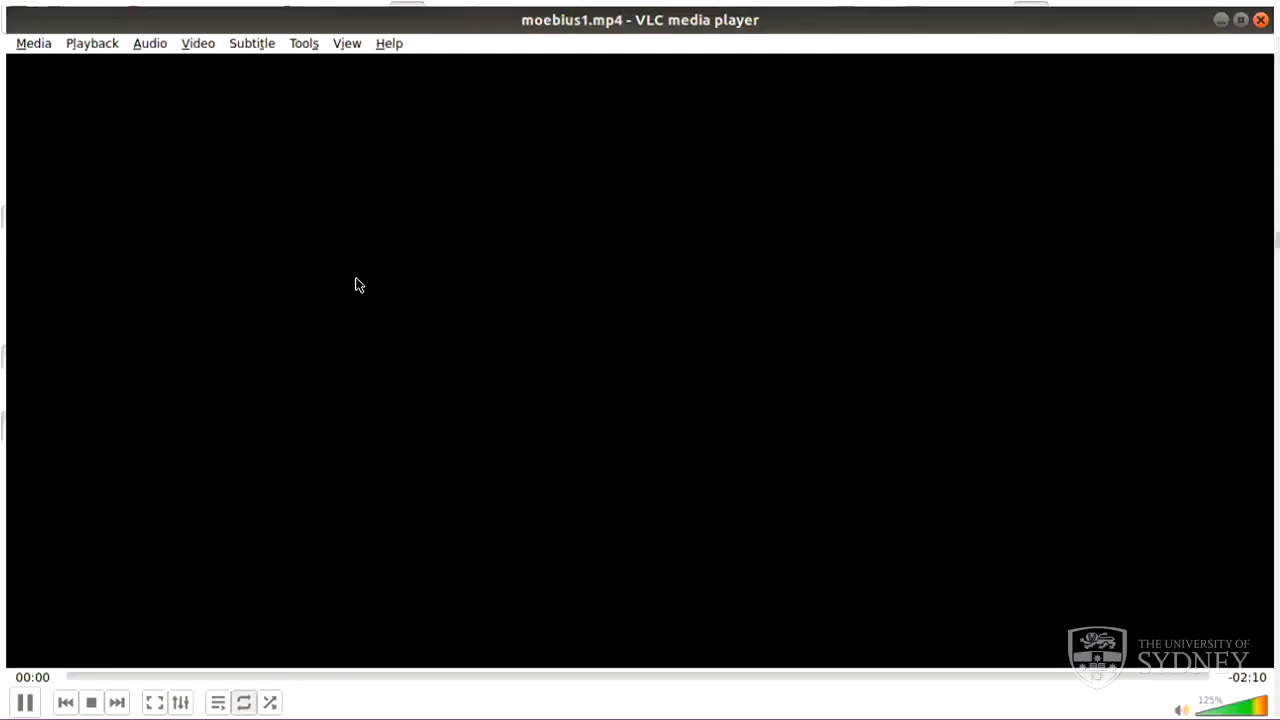 moebius1.mp4 - VLC media player
Media Playback Audio Video Subtitle Tools View Help
THE UNIVERSITY OF
SYDNEY
00:00 -02:10
125%